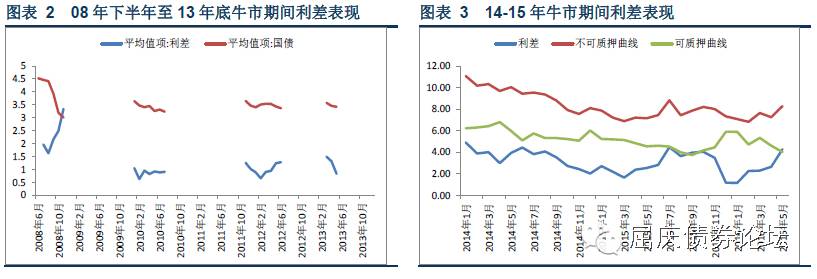 图表 2 08 年下半年至 13 年底牛市期间利差表现
平均值项:利差 平均值项:国债
5
4.5
4
3.5
3
2.5
2
1.5
1
0.5
0
2008年6月
2008年10月
2009年2月
2009年6月
2009年10月
2010年2月
2010年6月
2010年10月
2011年2月
2011年6月
2011年10月
2012年2月
2012年6月
2012年10月
2013年2月
2013年6月
2013年10月
图表 3 14-15 年牛市期间利差表现
利差 不可质押曲线 可质押曲线
12.00
10.00
8.00
6.00
4.00
2.00
0.00
2014年1月
2014年3月
2014年5月
2014年7月
2014年9月
2014年11月
2014年1月
2014年3月
2014年5月
2014年7月
2014年9月
2014年11月
2015年1月
2015年3月
2015年5月
屈庆债券论坛